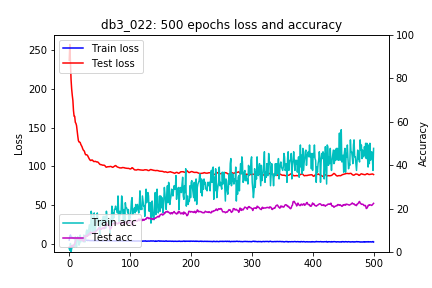 db3_022: 500 epochs loss and accuracy
Train loss
Test loss
Train acc
Test acc
Loss
Accuracy
250
200
150
100
50
0
100
80
60
40
20
0
0 100 200 300 400 500